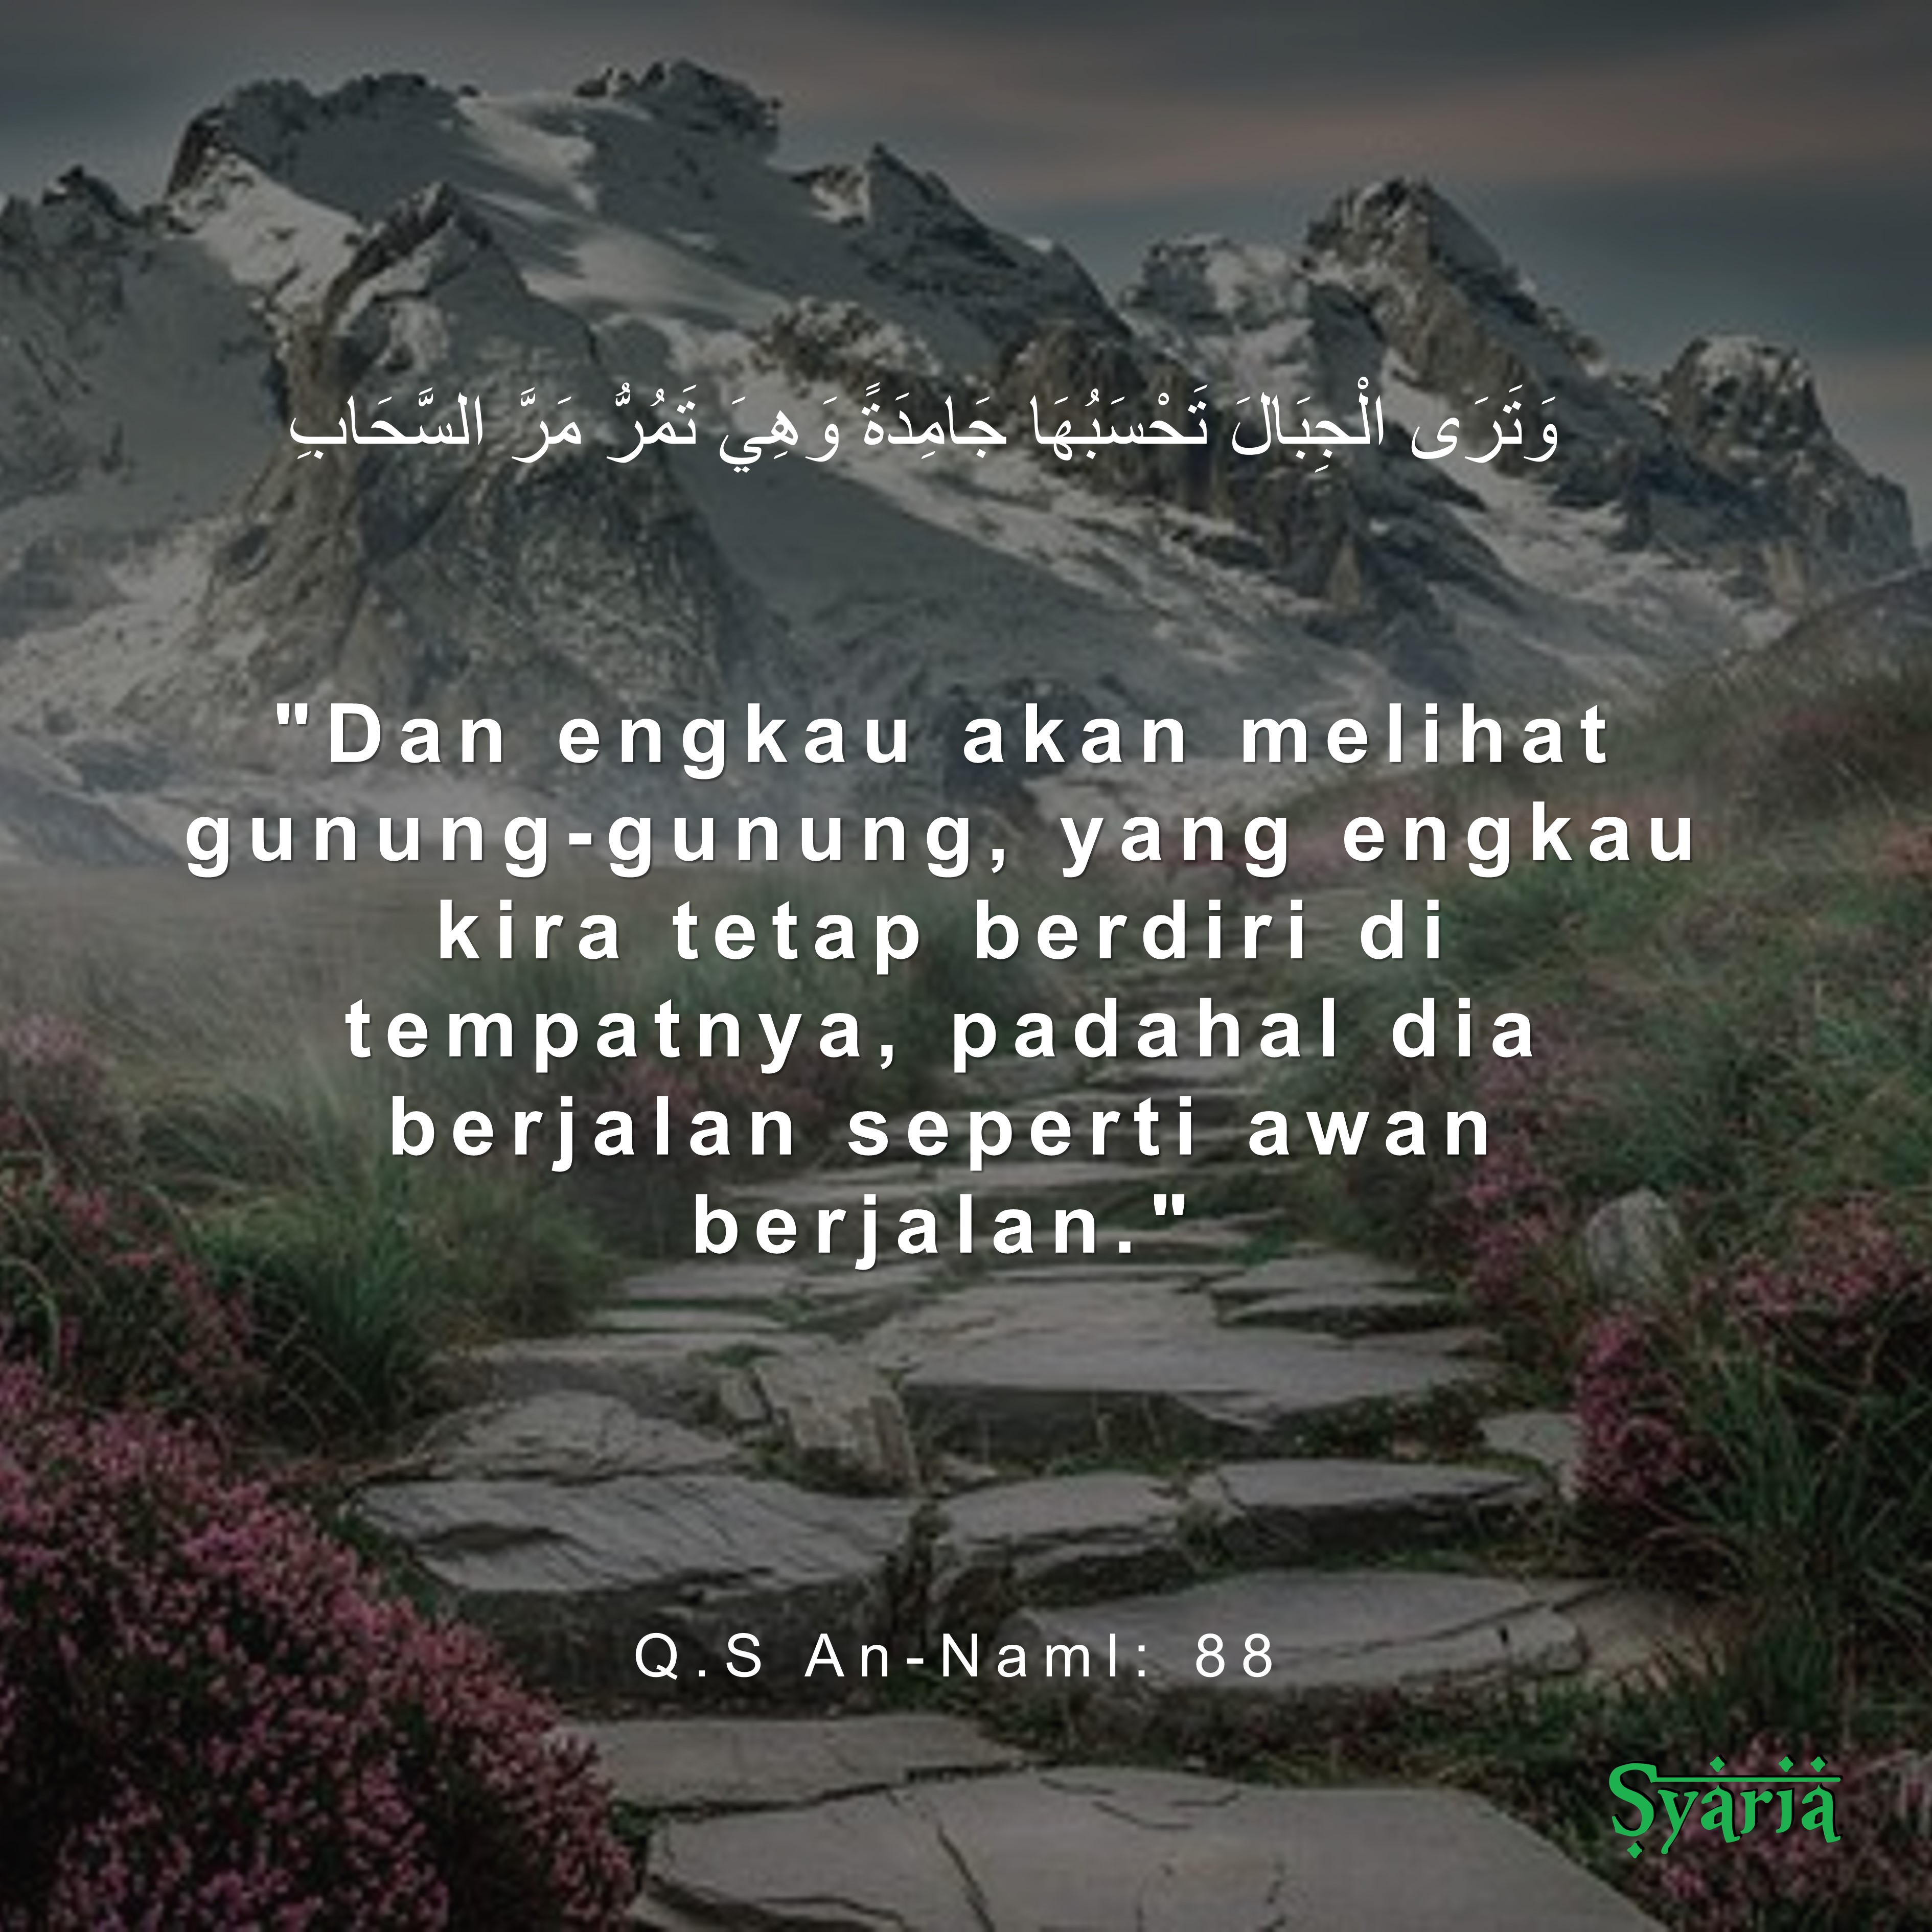 وَتَرَى الْجِبَالَ تَحْسَبُهَا جَامِدَةً وَهِيَ تَمُرُّ مَرَّ السَّحَابِ
"Dan engkau akan melihat
gunung-gunung, yang engkau
kira tetap berdiri di
tempatnya, padahal dia
berjalan seperti awan
berjalan."
Q.S An-Naml: 88
Syaria